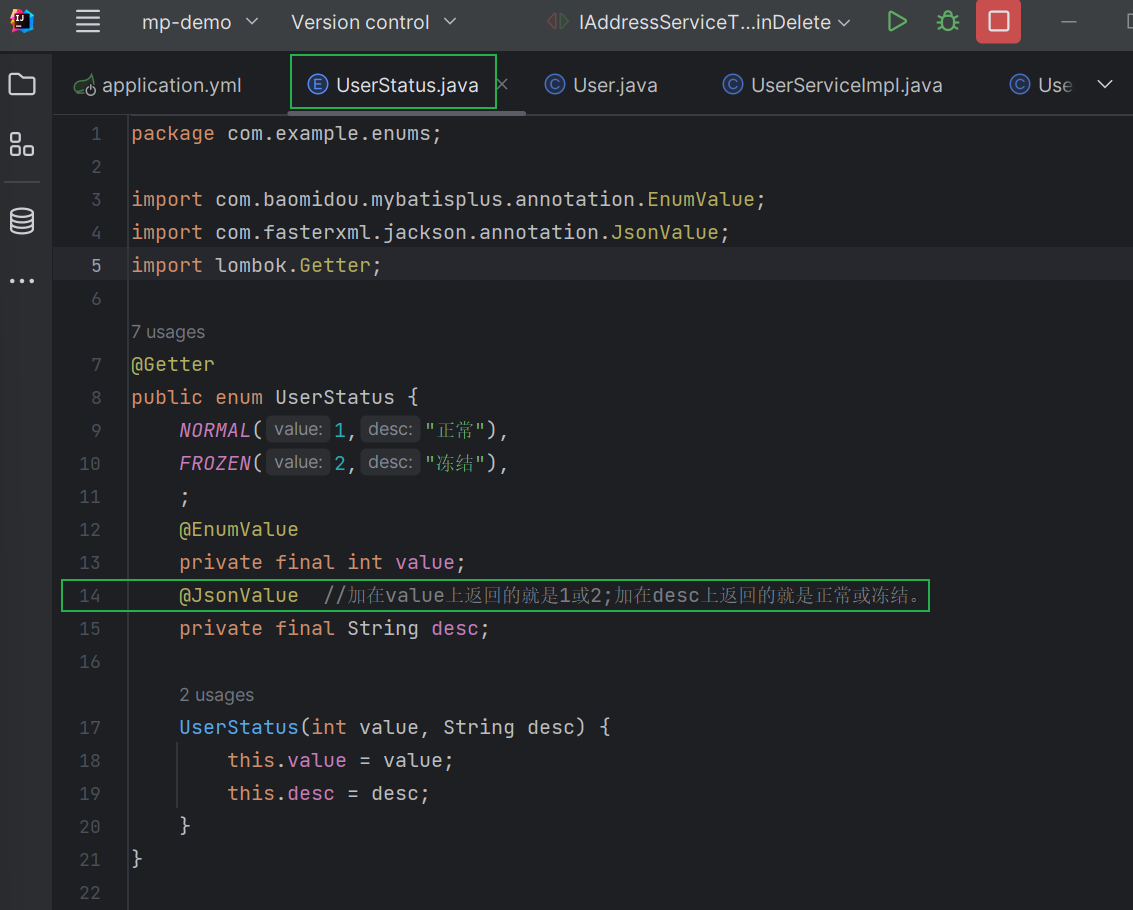 mp-demo Version control IAddressServiceT...inDelete
application.yml UserStatus.java User.java UserServiceImpl.java Use
1 package com.example.enums;
2
3 import com.baomidou.mybatisplus.annotation.EnumValue;
4 import com.fasterxml.jackson.annotation.JsonValue;
5 import lombok.Getter;
6
7 usages
7 @Getter
8 public enum UserStatus {
9 NORMAL( value: 1, desc: "正常"),
10 FROZEN( value: 2, desc: "冻结"),
11 ;
12 @EnumValue
13 private final int value;
14 @JsonValue //加在value上返回的就是1或2;加在desc上返回的就是正常或冻结。
15 private final String desc;
16
2 usages
17 UserStatus(int value, String desc) {
18 this.value = value;
19 this.desc = desc;
20 }
21 }
22